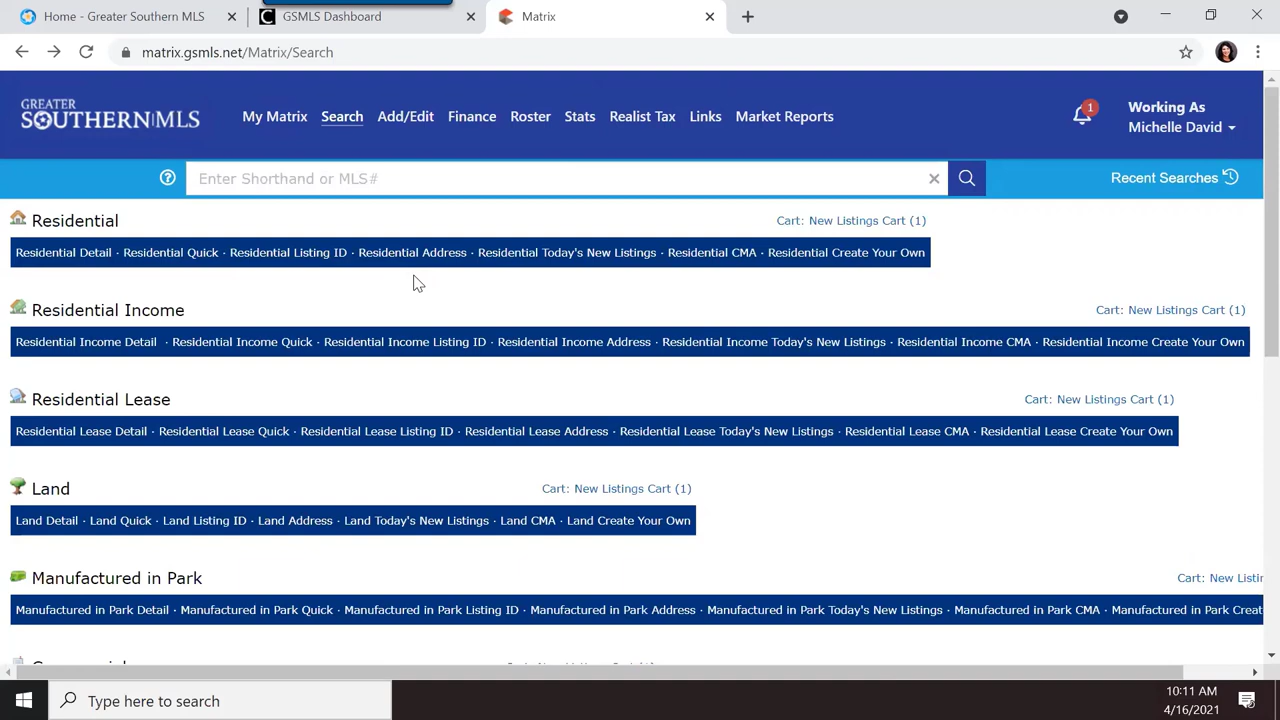 Home - Greater Southern MLS
GSMLS Dashboard
Matrix
matrix.gsmls.net/Matrix/Search
GREATER
SOUTHERN MLS
My Matrix
Search
Add/Edit
Finance
Roster
Stats
Realist Tax
Links
Market Reports
1
Working As
Michelle David
Enter Shorthand or MLS#
Recent Searches
Residential
Cart: New Listings Cart (1)
Residential Detail · Residential Quick · Residential Listing ID · Residential Address · Residential Today's New Listings · Residential CMA · Residential Create Your Own
Residential Income
Cart: New Listings Cart (1)
Residential Income Detail · Residential Income Quick · Residential Income Listing ID · Residential Income Address · Residential Income Today's New Listings · Residential Income CMA · Residential Income Create Your Own
Residential Lease
Cart: New Listings Cart (1)
Residential Lease Detail · Residential Lease Quick · Residential Lease Listing ID · Residential Lease Address · Residential Lease Today's New Listings · Residential Lease CMA · Residential Lease Create Your Own
Land
Cart: New Listings Cart (1)
Land Detail · Land Quick · Land Listing ID · Land Address · Land Today's New Listings · Land CMA · Land Create Your Own
Manufactured in Park
Cart: New Listin
Manufactured in Park Detail · Manufactured in Park Quick · Manufactured in Park Listing ID · Manufactured in Park Address · Manufactured in Park Today's New Listings · Manufactured in Park CMA · Manufactured in Park Creat
Type here to search
10:11 AM
4/16/2021